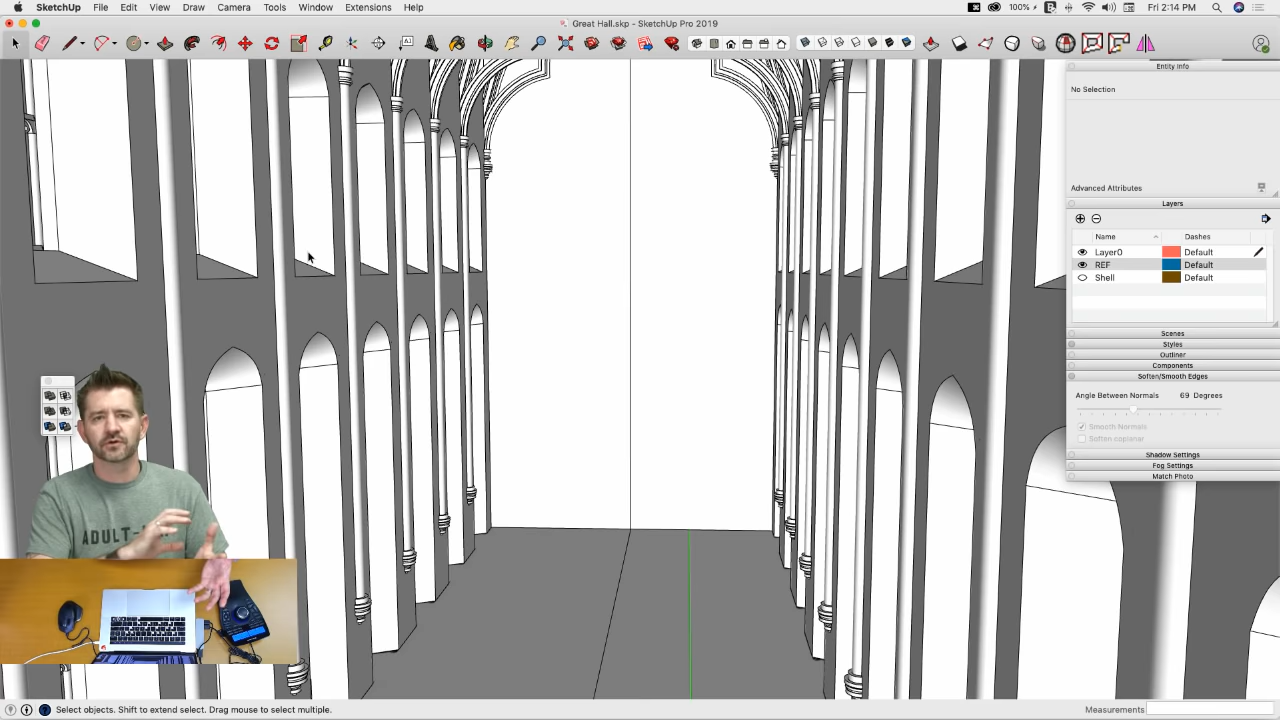 SketchUp File Edit View Draw Camera Tools Window Extensions Help
100% Fri 2:14 PM
Great Hall.skp - SketchUp Pro 2019
Entity Info
No Selection
Advanced Attributes
Layers
Name Dashes
Layer0 Default
REF Default
Shell Default
Scenes
Styles
Outliner
Components
Soften/Smooth Edges
Angle Between Normals 69 Degrees
Smooth Normals
Soften coplanar
Shadow Settings
Fog Settings
Match Photo
Select objects. Shift to extend select. Drag mouse to select multiple.
Measurements